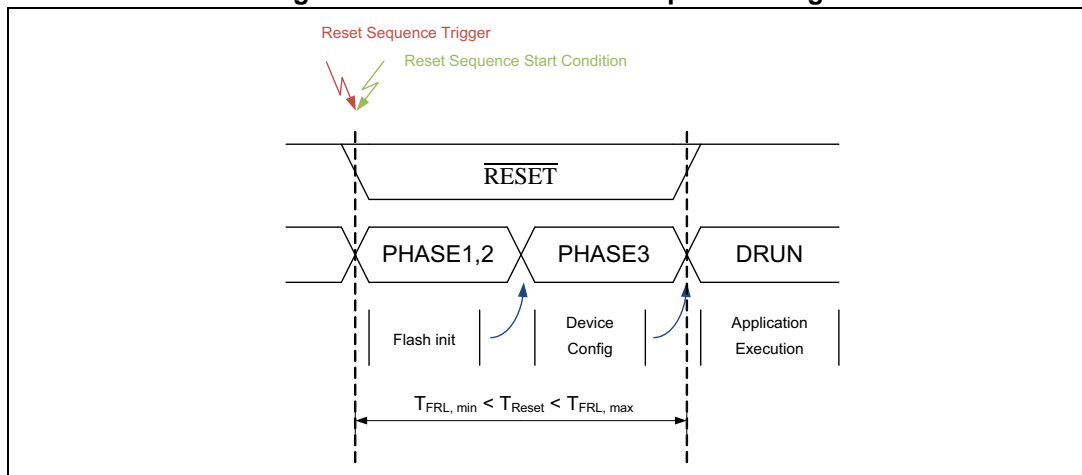 Reset Sequence Trigger
Reset Sequence Start Condition
RESET
PHASE1,2 PHASE3 DRUN
Flash init Device Config Application Execution
TFRL, min < TReset < TFRL, max